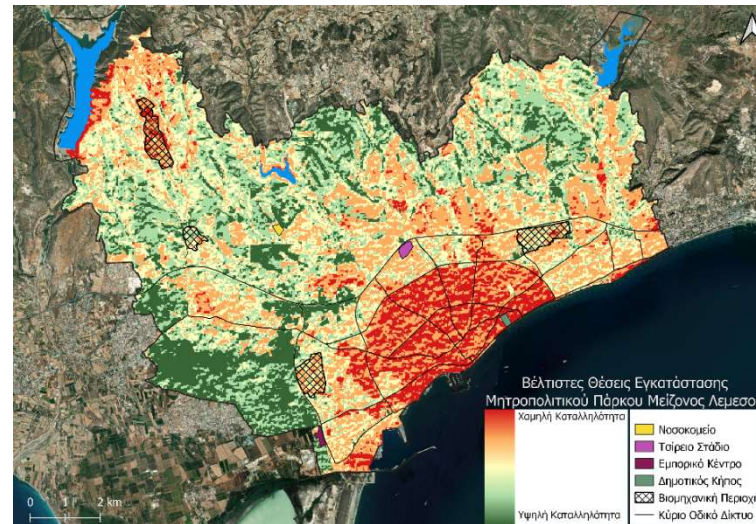 Βέλτιστες Θέσεις Εγκατάστασης
Μητροπολιτικού Πάρκου Μείζονος Λεμεσο
Χαμηλή Καταλληλότητα
Υψηλή Καταλληλότητα
Νοσοκομείο
Τσίρειο Στάδιο
Εμπορικό Κέντρο
Δημοτικός Κήπος
Βιομηχανική Περιοχή
Κύριο Οδικό Δίκτυο
0 1 2 km